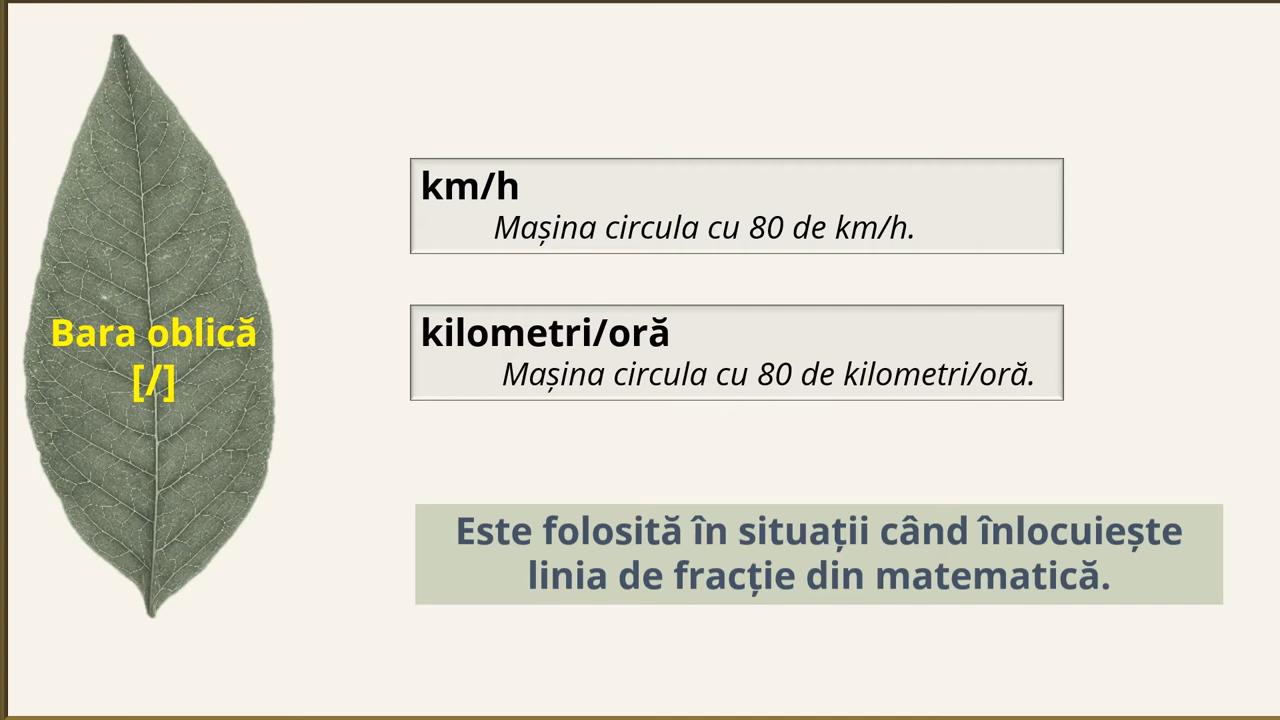 Bara oblică
[/]
km/h
Mașina circula cu 80 de km/h.
kilometri/oră
Mașina circula cu 80 de kilometri/oră.
Este folosită în situații când înlocuiește
linia de fracție din matematică.